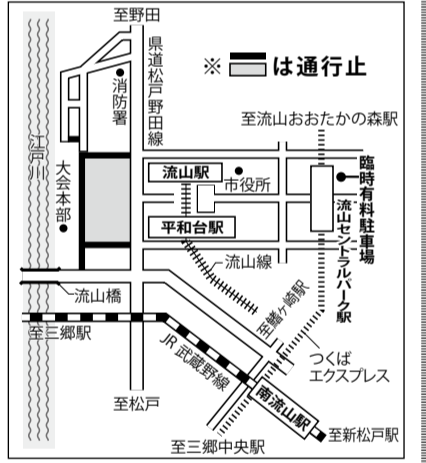 至野田
県道松戸野田線
※
は通行止
消防署
至流山おおたかの森駅
江戸川
大会本部
流山駅
市役所
臨時有料駐車場
流山セントラルパーク駅
平和台駅
流山線
流山橋
至鰭ヶ崎駅
至三郷駅
JR 武蔵野線
つくば
エクスプレス
至松戸
南流山駅
至三郷中央駅
至新松戸駅